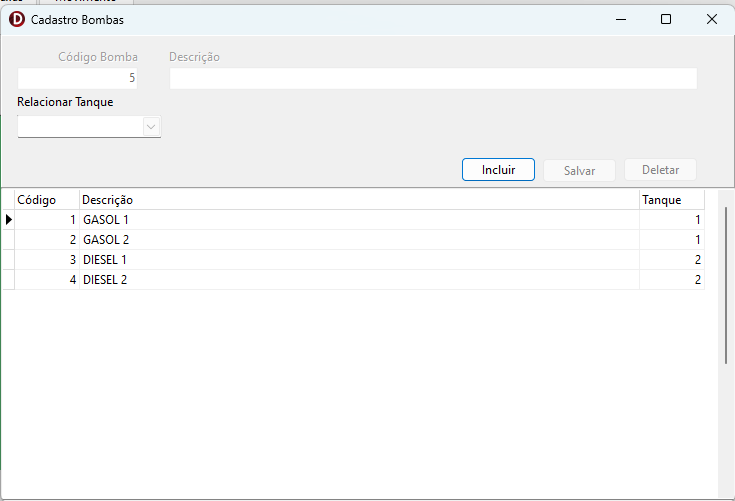 Movimento
D Cadastro Bombas
Código Bomba Descrição
5
Relacionar Tanque
Incluir Salvar Deletar
Código Descrição Tanque
1 GASOL 1 1
2 GASOL 2 1
3 DIESEL 1 2
4 DIESEL 2 2